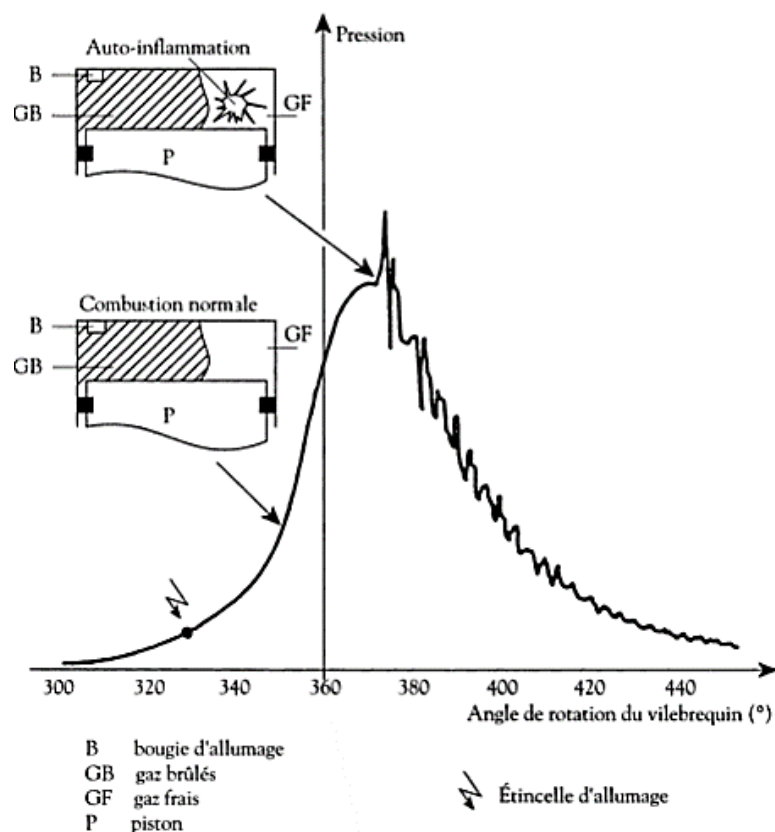 Pression
Auto-inflammation
B
GB
GF
P
Combustion normale
B
GF
GB
P
300 320 340 360 380 400 420 440
Angle de rotation du vilebrequin (°)
B bougie d'allumage
GB gaz brûlés
GF gaz frais
P piston
Étincelle d'allumage